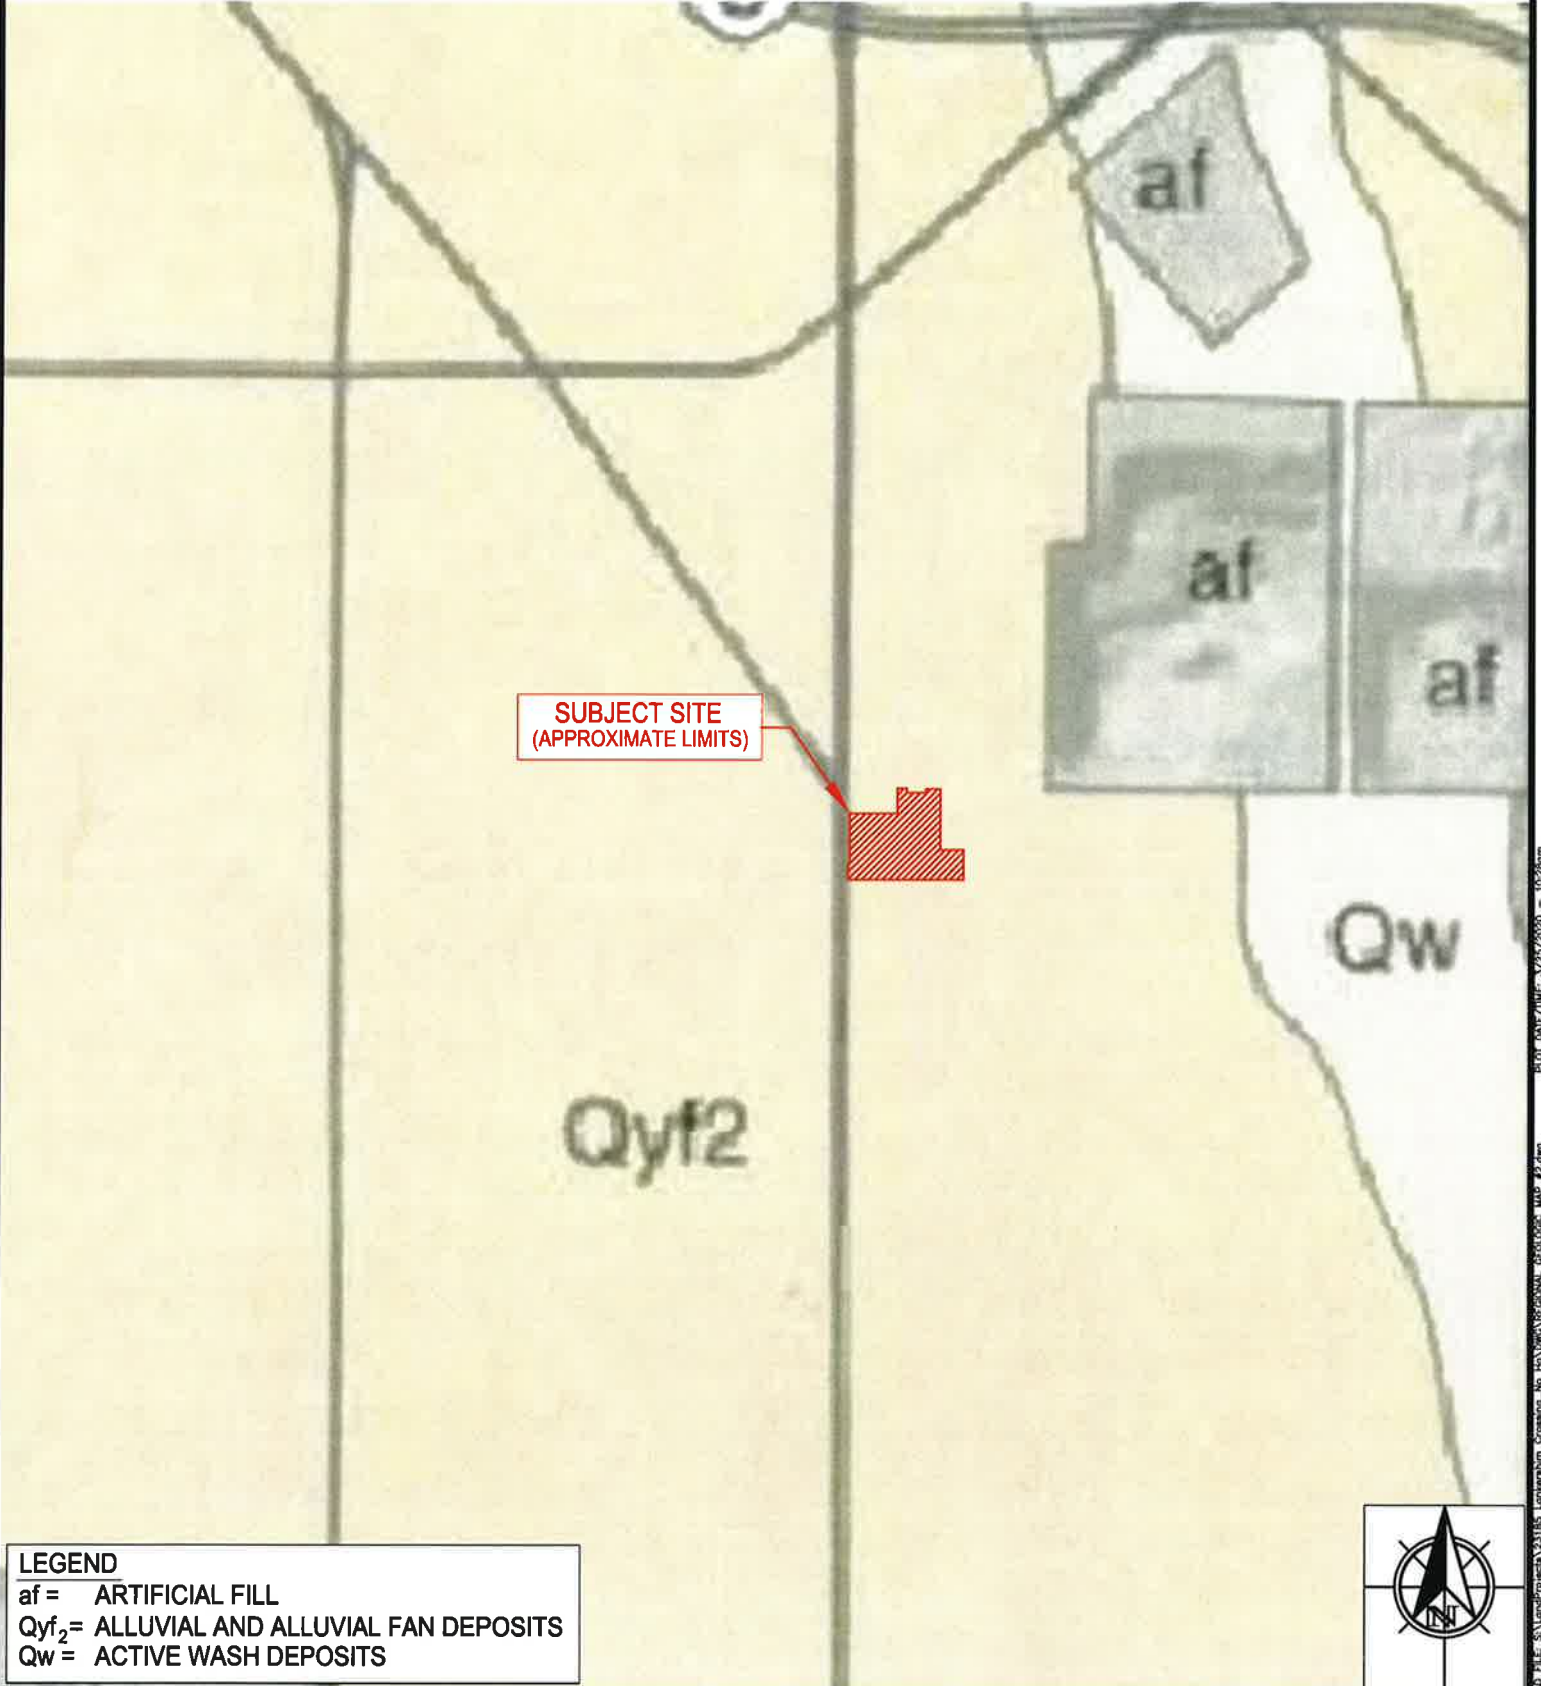 af
af
af
SUBJECT SITE
(APPROXIMATE LIMITS)
Qw
Qyf2
LEGEND
af = ARTIFICIAL FILL
Qyf2= ALLUVIAL AND ALLUVIAL FAN DEPOSITS
Qw = ACTIVE WASH DEPOSITS
N